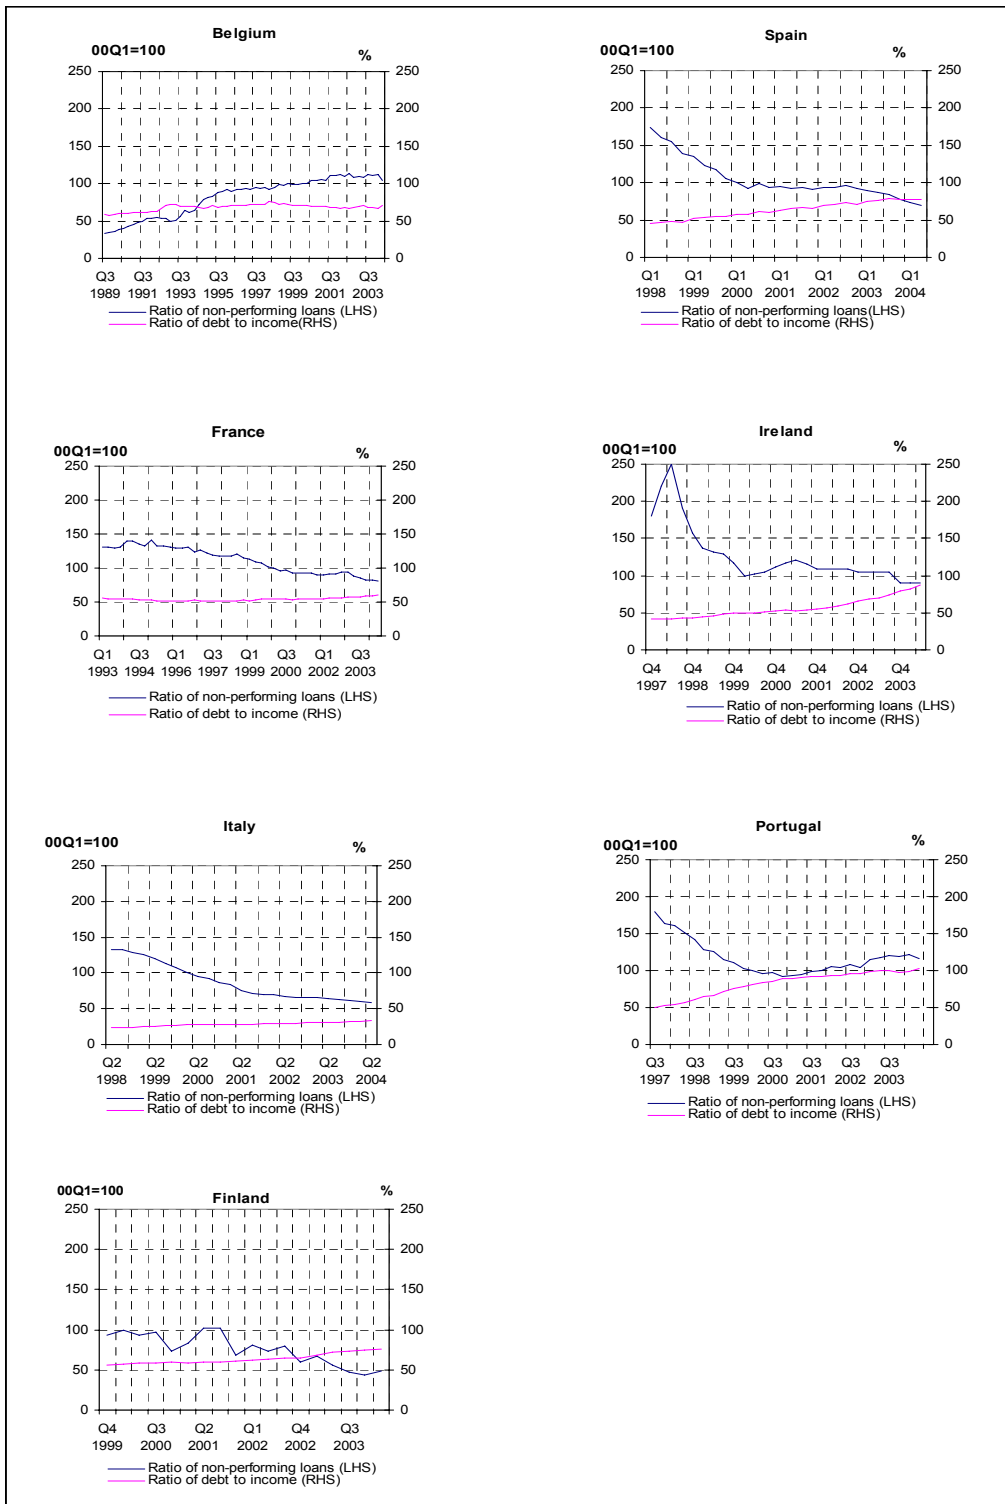 Belgium
00Q1=100 %
250 250
200 200
150 150
100 100
50 50
0 0
Q3 Q3 Q3 Q3 Q3 Q3 Q3 Q3
1989 1991 1993 1995 1997 1999 2001 2003
Ratio of non-performing loans (LHS)
Ratio of debt to income(RHS)
Spain
00Q1=100 %
250 250
200 200
150 150
100 100
50 50
0 0
Q1 Q1 Q1 Q1 Q1 Q1 Q1
1998 1999 2000 2001 2002 2003 2004
Ratio of non-performing loans(LHS)
Ratio of debt to income (RHS)
France
00Q1=100 %
250 250
200 200
150 150
100 100
50 50
0 0
Q1 Q3 Q1 Q3 Q1 Q3 Q1 Q3
1993 1994 1996 1997 1999 2000 2002 2003
Ratio of non-performing loans (LHS)
Ratio of debt to income (RHS)
Ireland
00Q1=100 %
250 250
200 200
150 150
100 100
50 50
0 0
Q4 Q4 Q4 Q4 Q4 Q4 Q4
1997 1998 1999 2000 2001 2002 2003
Ratio of non-performing loans (LHS)
Ratio of debt to income (RHS)
Italy
00Q1=100 %
250 250
200 200
150 150
100 100
50 50
0 0
Q2 Q2 Q2 Q2 Q2 Q2 Q2
1998 1999 2000 2001 2002 2003 2004
Ratio of non-performing loans (LHS)
Ratio of debt to income (RHS)
Portugal
00Q1=100 %
250 250
200 200
150 150
100 100
50 50
0 0
Q3 Q3 Q3 Q3 Q3 Q3 Q3
1997 1998 1999 2000 2001 2002 2003
Ratio of non-performing loans (LHS)
Ratio of debt to income (RHS)
Finland
00Q1=100 %
250 250
200 200
150 150
100 100
50 50
0 0
Q4 Q3 Q2 Q1 Q4 Q3
1999 2000 2001 2002 2002 2003
Ratio of non-performing loans (LHS)
Ratio of debt to income (RHS)